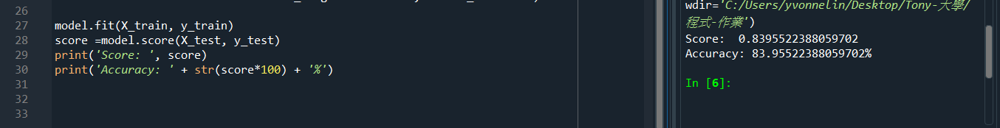 26
27 model.fit(X_train, y_train)
28 score =model.score(X_test, y_test)
29 print('Score: ', score)
30 print('Accuracy: ' + str(score*100) + '%')
31
32
33
wdir='C:/Users/yvonnelin/Desktop/Tony-大學/
程式-作業')
Score:  0.8395522388059702
Accuracy: 83.95522388059702%
In [6]: